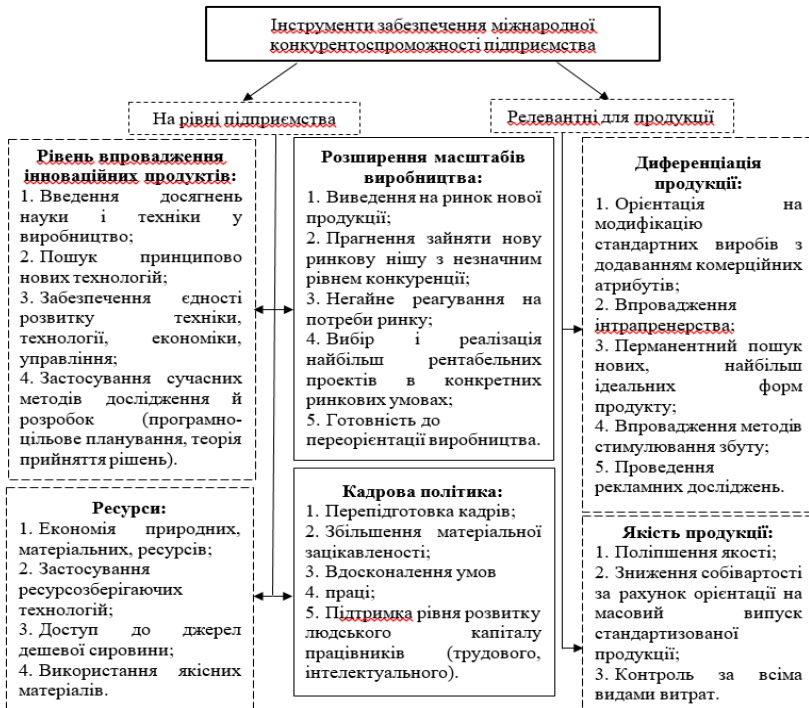 Інструменти забезпечення міжнародної
конкурентоспроможності підприємства
На рівні підприємства
Релевантні для продукції
Рівень впровадження
інноваційних продуктів:
1. Введення досягнень
науки і техніки у
виробництво;
2. Пошук принципово
нових технологій;
3. Забезпечення єдності
розвитку техніки,
технології, економіки,
управління;
4. Застосування сучасних
методів дослідження й
розробок (програмно-
цільове планування, теорія
прийняття рішень).
Розширення масштабів
виробництва:
1. Виведення на ринок нової
продукції;
2. Прагнення зайняти нову
ринкову нішу з незначним
рівнем конкуренції;
3. Негайне реагування на
потреби ринку;
4. Вибір і реалізація
найбільш рентабельних
проектів в конкретних
ринкових умовах;
5. Готовність до
переорієнтації виробництва.
Диференціація
продукції:
1. Орієнтація на
модифікацію
стандартних виробів з
додаванням комерційних
атрибутів;
2. Впровадження
інтрапренерства;
3. Перманентний пошук
нових, найбільш
ідеальних форм
продукту;
4. Впровадження методів
стимулювання збуту;
5. Проведення
рекламних досліджень.
Ресурси:
1. Економія природних,
матеріальних, ресурсів;
2. Застосування
ресурсозберігаючих
технологій;
3. Доступ до джерел
дешевої сировини;
4. Використання якісних
матеріалів.
Кадрова політика:
1. Перепідготовка кадрів;
2. Збільшення матеріальної
зацікавленості;
3. Вдосконалення умов
4. праці;
5. Підтримка рівня розвитку
людського капіталу
працівників (трудового,
інтелектуального).
Якість продукції:
1. Поліпшення якості;
2. Зниження собівартості
за рахунок орієнтації на
масовий випуск
стандартизованої
продукції;
3. Контроль за всіма
видами витрат.